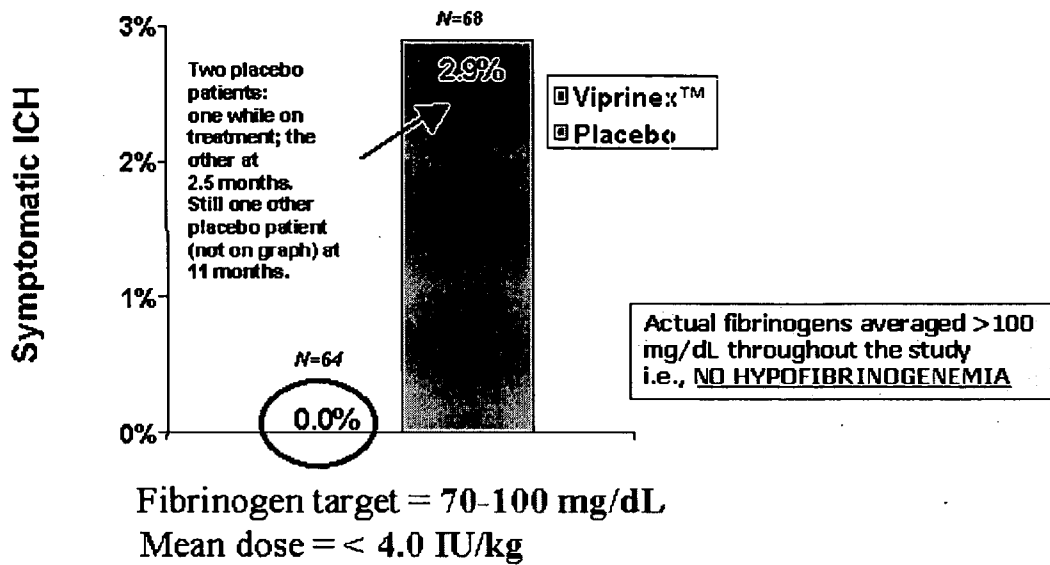 Symptomatic ICH
3%
2%
1%
0%
N=68
2.9%
Two placebo
patients:
one while on
treatment; the
other at
2.5 months.
Still one other
placebo patient
(not on graph) at
11 months.
Viprinex™
Placebo
N=64
0.0%
Actual fibrinogens averaged >100
mg/dL throughout the study
i.e., NO HYPOFIBRINOGENEMIA
Fibrinogen target = 70-100 mg/dL
Mean dose = < 4.0 IU/kg